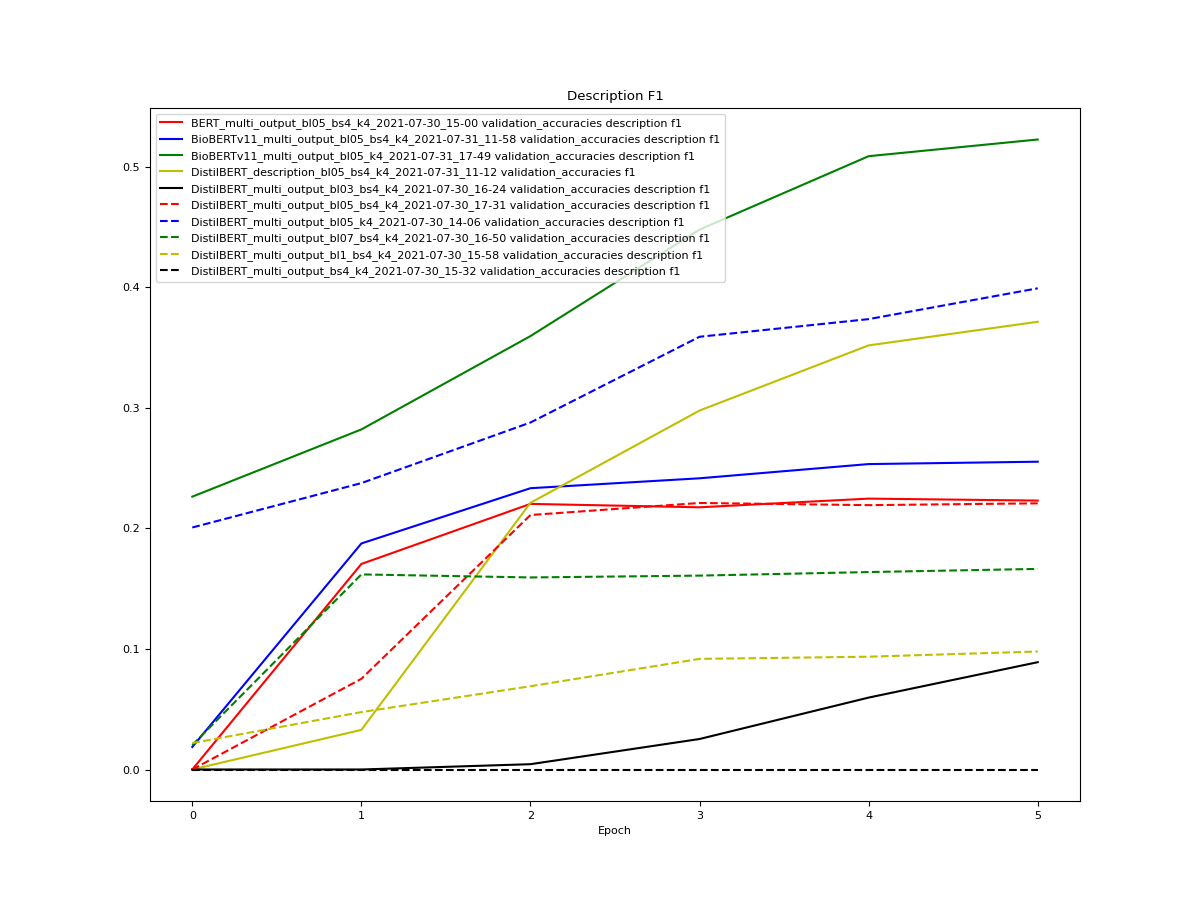 Description F1
BERT_multi_output_bl05_bs4_k4_2021-07-30_15-00 validation_accuracies description f1
BioBERTv11_multi_output_bl05_bs4_k4_2021-07-31_11-58 validation_accuracies description f1
BioBERTv11_multi_output_bl05_k4_2021-07-31_17-49 validation_accuracies description f1
DistilBERT_description_bl05_bs4_k4_2021-07-31_11-12 validation_accuracies f1
DistilBERT_multi_output_bl03_bs4_k4_2021-07-30_16-24 validation_accuracies description f1
DistilBERT_multi_output_bl05_bs4_k4_2021-07-30_17-31 validation_accuracies description f1
DistilBERT_multi_output_bl05_k4_2021-07-30_14-06 validation_accuracies description f1
DistilBERT_multi_output_bl07_bs4_k4_2021-07-30_16-50 validation_accuracies description f1
DistilBERT_multi_output_bl1_bs4_k4_2021-07-30_15-58 validation_accuracies description f1
DistilBERT_multi_output_bs4_k4_2021-07-30_15-32 validation_accuracies description f1
0.5
0.4
0.3
0.2
0.1
0.0
0 1 2 3 4 5
Epoch